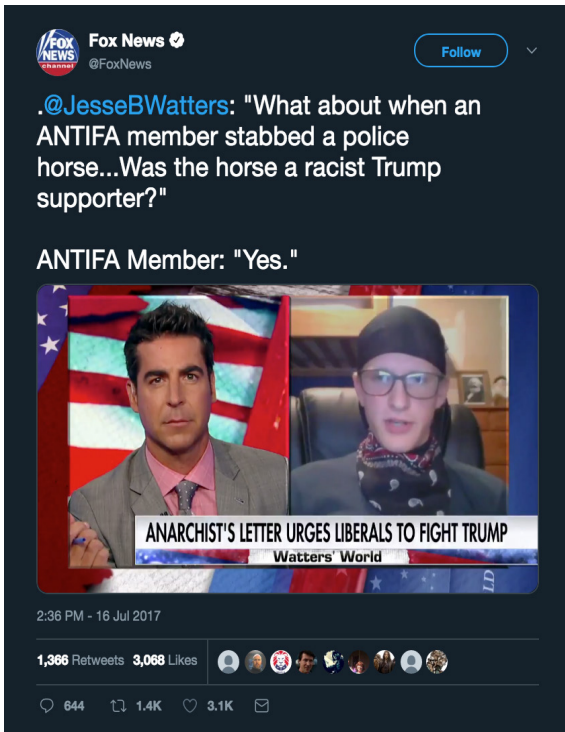 FOX
NEWS
channel
Fox News
@FoxNews
Follow
.@JesseBWatters: "What about when an
ANTIFA member stabbed a police
horse...Was the horse a racist Trump
supporter?"
ANTIFA Member: "Yes."
ANARCHIST'S LETTER URGES LIBERALS TO FIGHT TRUMP
Watters' World
LD
2:36 PM - 16 Jul 2017
1,366 Retweets 3,068 Likes
644 1.4K 3.1K